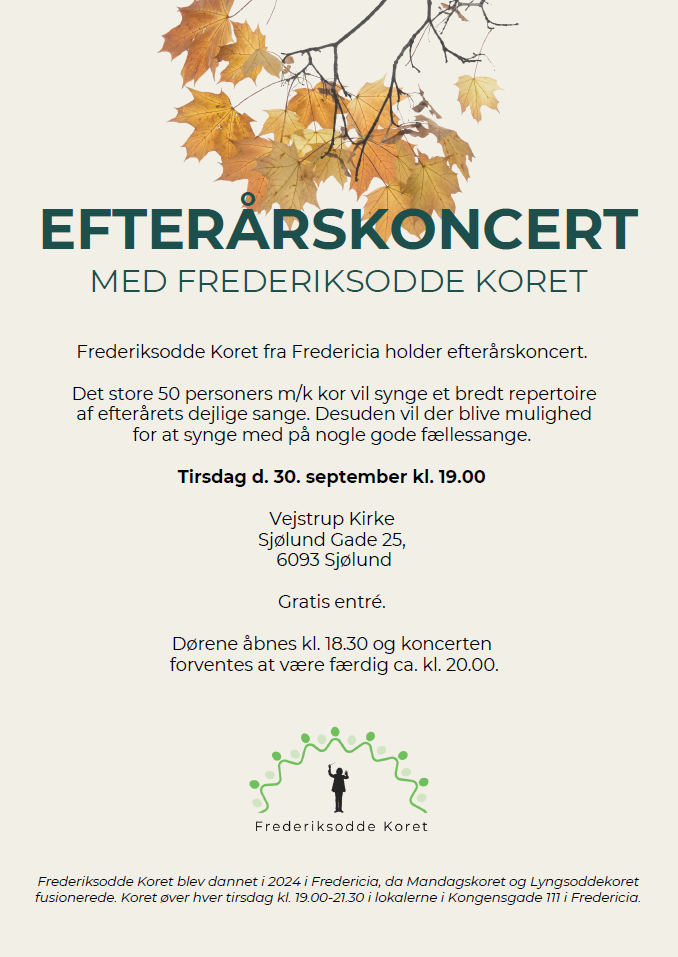 EFTERÅRSKONCERT
MED FREDERIKSODDE KORET
Frederiksodde Koret fra Fredericia holder efterårskoncert.
Det store 50 personers m/k kor vil synge et bredt repertoire
af efterårets dejlige sange. Desuden vil der blive mulighed
for at synge med på nogle gode fællessange.
Tirsdag d. 30. september kl. 19.00
Vejstrup Kirke
Sjølund Gade 25,
6093 Sjølund
Gratis entré.
Dørene åbnes kl. 18.30 og koncerten
forventes at være færdig ca. kl. 20.00.
Frederiksodde Koret
Frederiksodde Koret blev dannet i 2024 i Fredericia, da Mandagskoret og Lyngsoddekoret
fusionerede. Koret øver hver tirsdag kl. 19.00-21.30 i lokalerne i Kongensgade 111 i Fredericia.